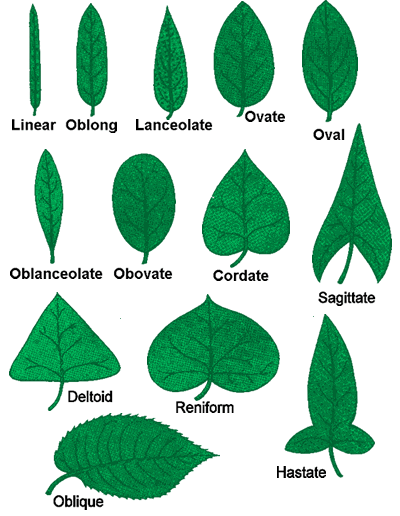 Linear Oblong Lanceolate Ovate Oval
Oblanceolate Obovate Cordate Sagittate
Deltoid Reniform
Hastate
Oblique